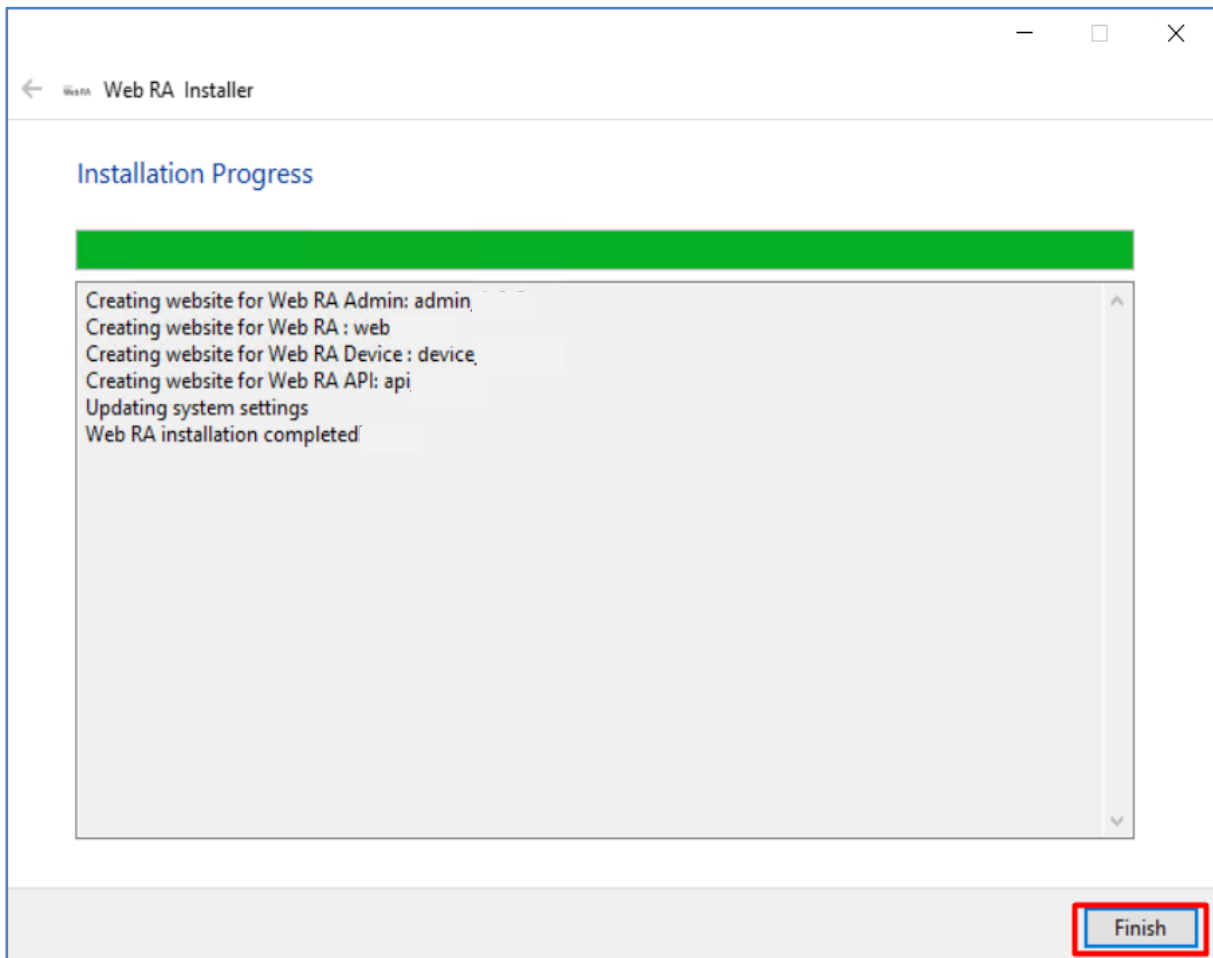 Web RA Installer
Installation Progress
Creating website for Web RA Admin: admin
Creating website for Web RA : web
Creating website for Web RA Device : device
Creating website for Web RA API: api
Updating system settings
Web RA installation completed
Finish